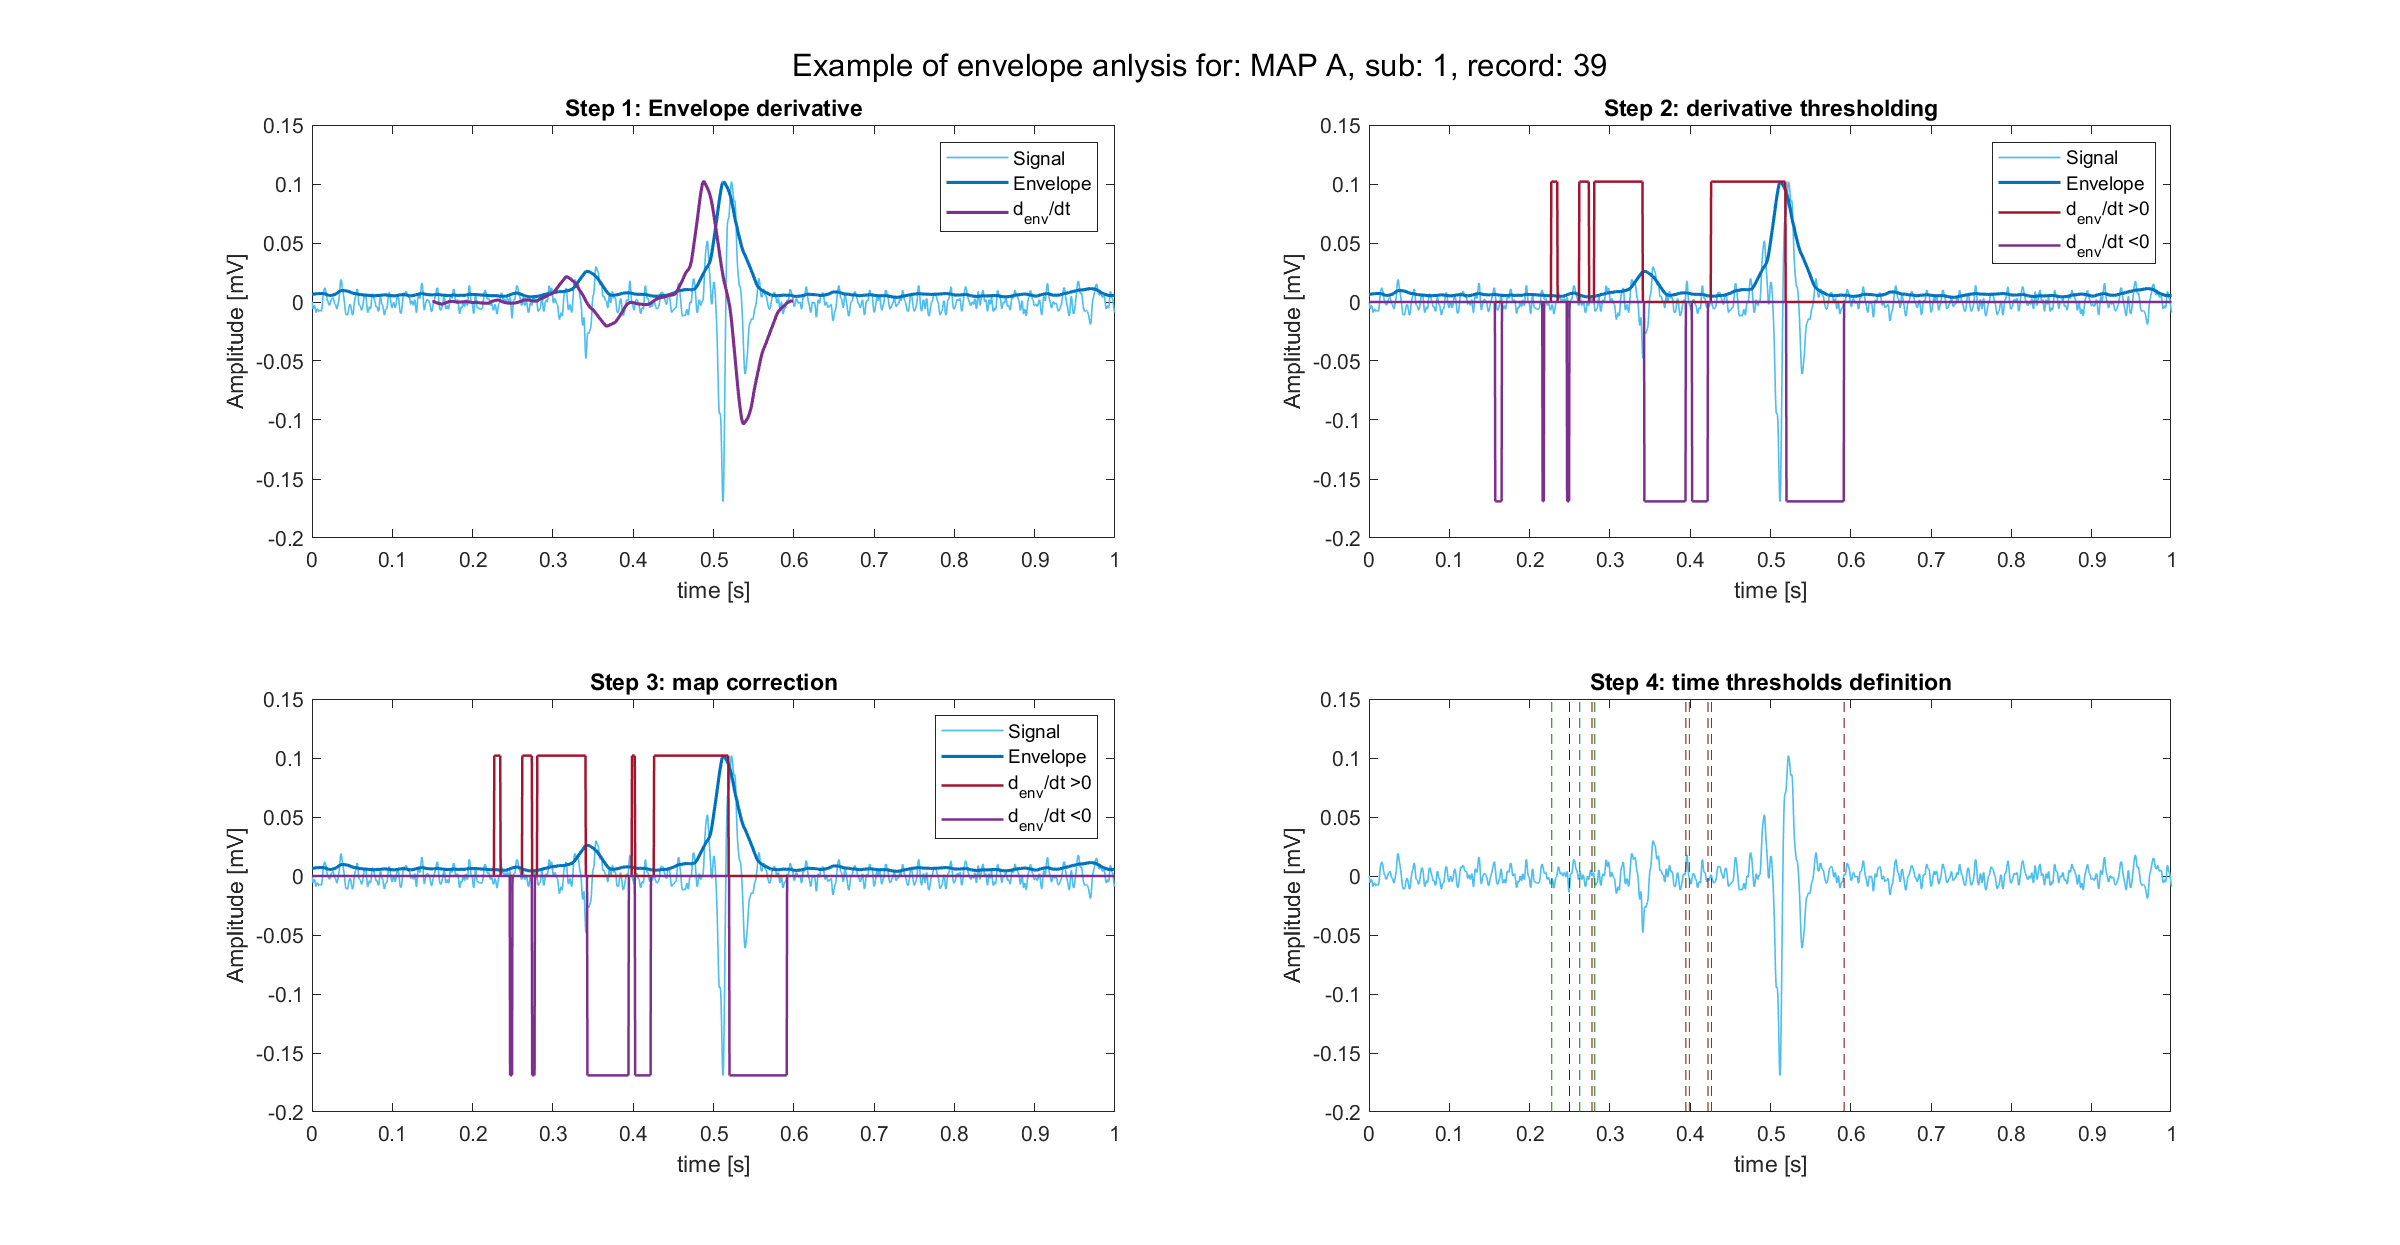 Example of envelope anlysis for: MAP A, sub: 1, record: 39
Step 1: Envelope derivative
0.15
0.1
0.05
0
-0.05
-0.1
-0.15
-0.2
Amplitude [mV]
0 0.1 0.2 0.3 0.4 0.5 0.6 0.7 0.8 0.9 1
time [s]
Signal
Envelope
d_env/dt
Step 2: derivative thresholding
0.15
0.1
0.05
0
-0.05
-0.1
-0.15
-0.2
Amplitude [mV]
0 0.1 0.2 0.3 0.4 0.5 0.6 0.7 0.8 0.9 1
time [s]
Signal
Envelope
d_env/dt >0
d_env/dt <0
Step 3: map correction
0.15
0.1
0.05
0
-0.05
-0.1
-0.15
-0.2
Amplitude [mV]
0 0.1 0.2 0.3 0.4 0.5 0.6 0.7 0.8 0.9 1
time [s]
Signal
Envelope
d_env/dt >0
d_env/dt <0
Step 4: time thresholds definition
0.15
0.1
0.05
0
-0.05
-0.1
-0.15
-0.2
Amplitude [mV]
0 0.1 0.2 0.3 0.4 0.5 0.6 0.7 0.8 0.9 1
time [s]